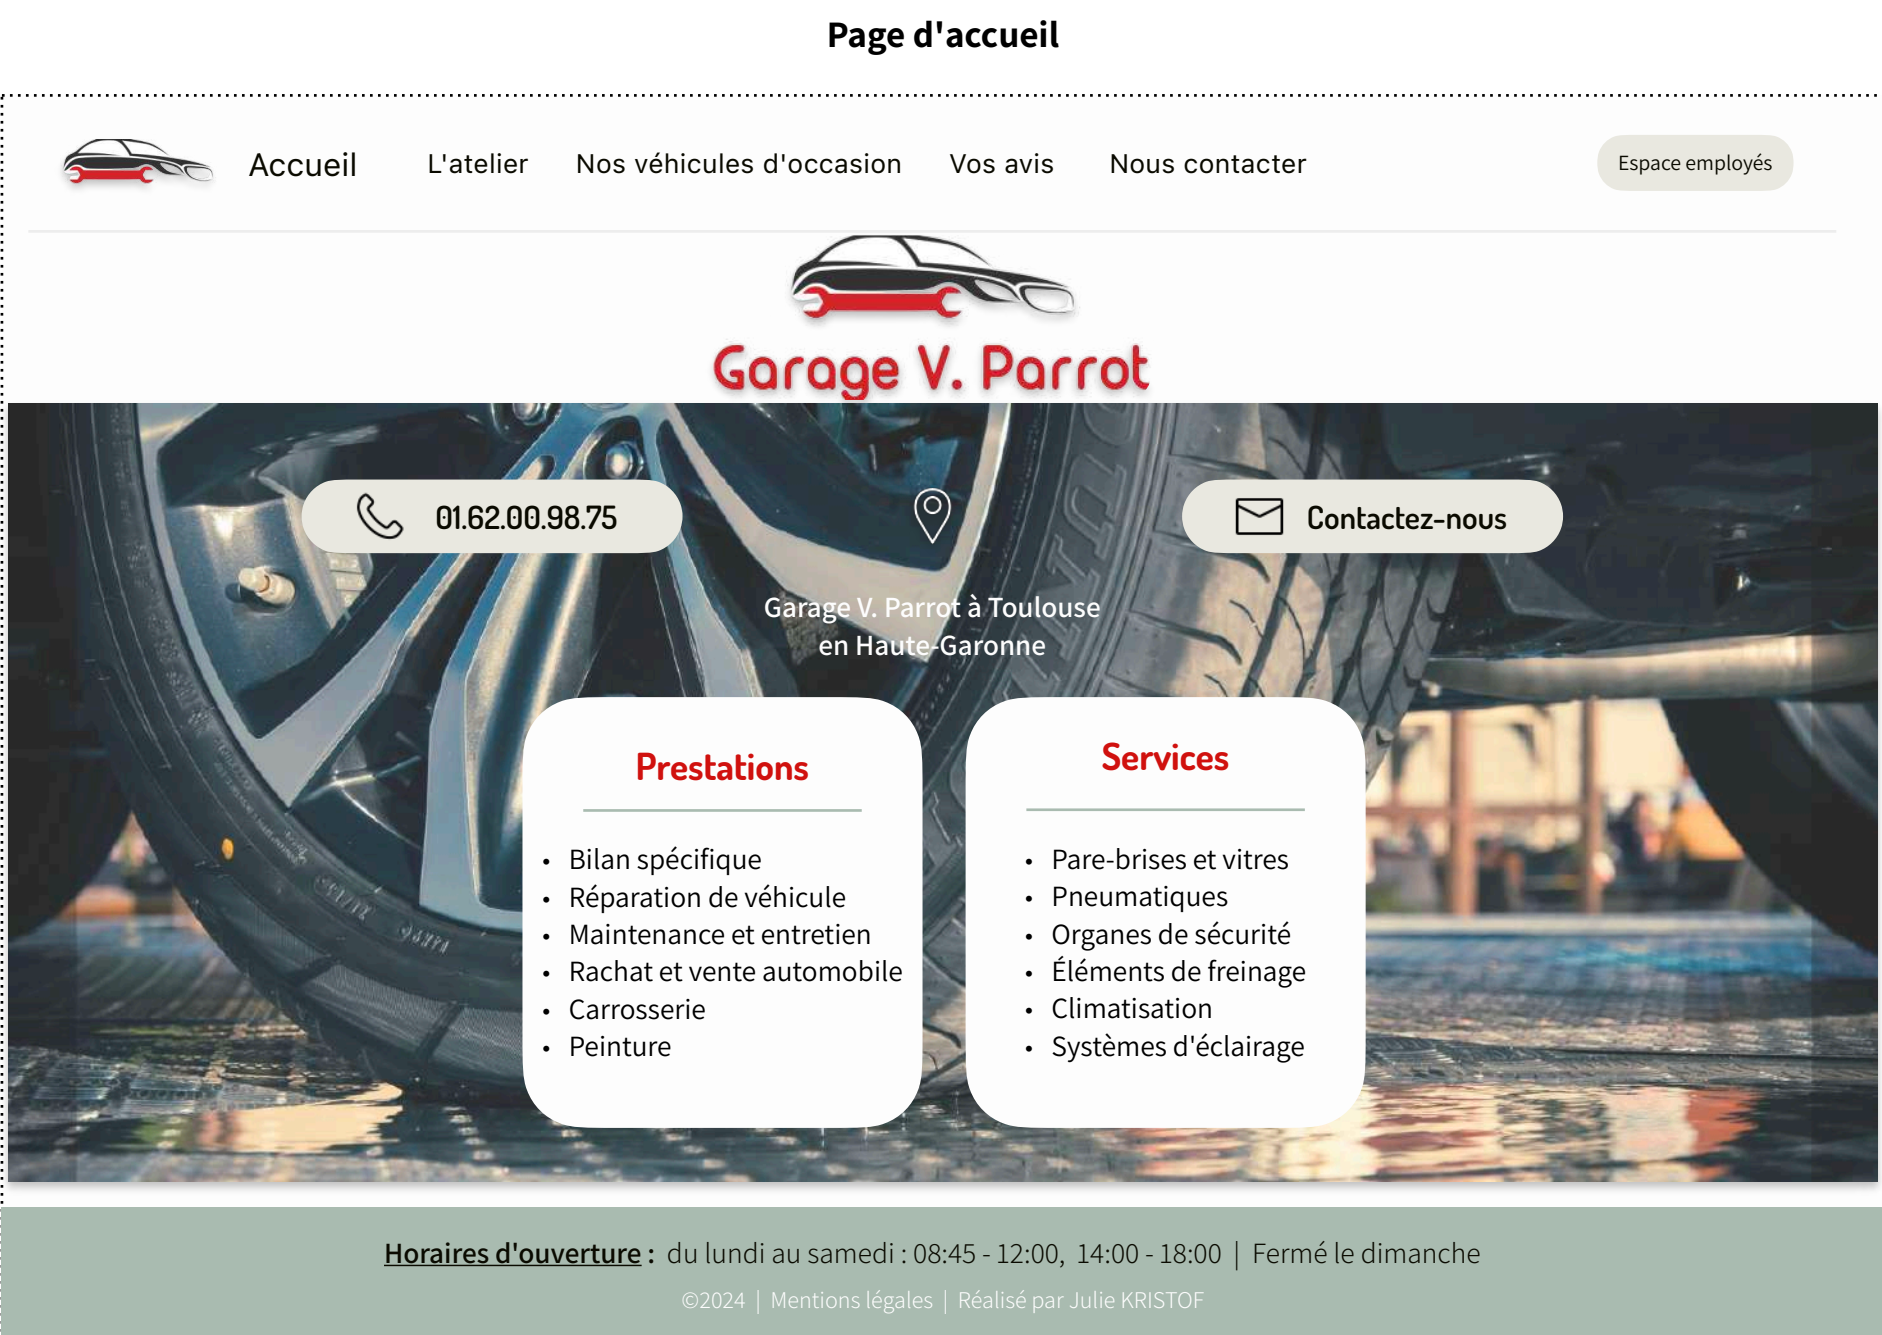 Page d'accueil
Accueil L'atelier Nos véhicules d'occasion Vos avis Nous contacter Espace employés
Garage V. Parrot
01.62.00.98.75
Contactez-nous
Garage V. Parrot à Toulouse
en Haute-Garonne
Prestations
• Bilan spécifique
• Réparation de véhicule
• Maintenance et entretien
• Rachat et vente automobile
• Carrosserie
• Peinture
Services
• Pare-brises et vitres
• Pneumatiques
• Organes de sécurité
• Éléments de freinage
• Climatisation
• Systèmes d'éclairage
Horaires d'ouverture : du lundi au samedi : 08:45 - 12:00, 14:00 - 18:00 | Fermé le dimanche
©2024 | Mentions légales | Réalisé par Julie KRISTOF